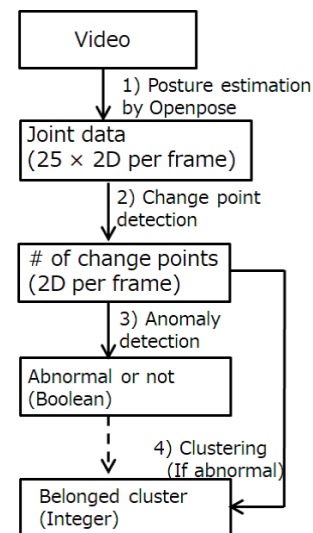 Video
1) Posture estimation
by Openpose
Joint data
(25 × 2D per frame)
2) Change point
detection
# of change points
(2D per frame)
3) Anomaly
detection
Abnormal or not
(Boolean)
4) Clustering
(If abnormal)
Belonged cluster
(Integer)